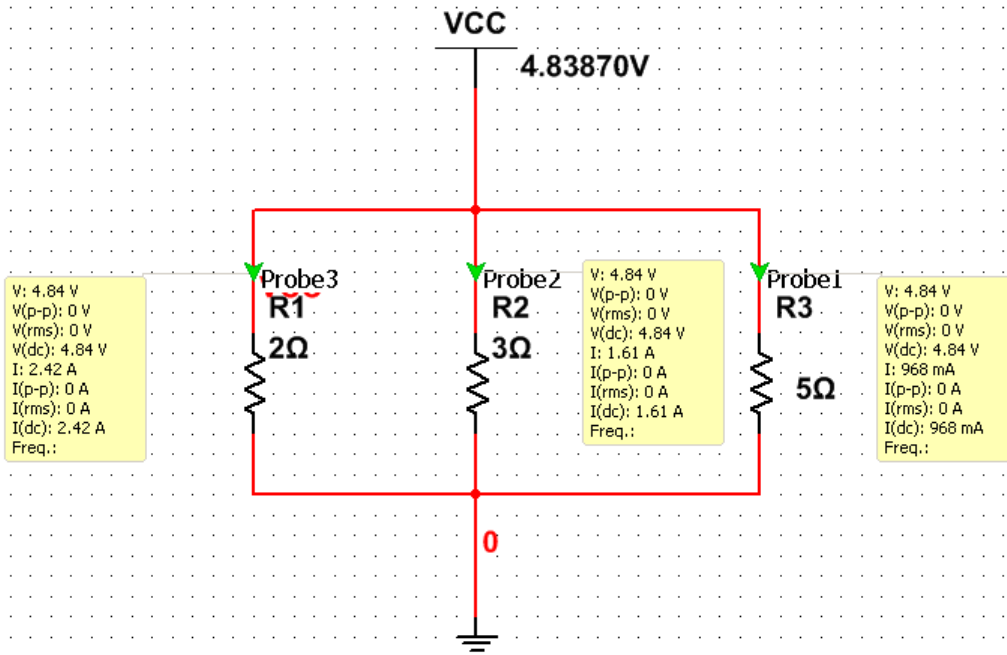 VCC
4.83870V
Probe3
R1
2Ω
V: 4.84 V
V(p-p): 0 V
V(rms): 0 V
V(dc): 4.84 V
I: 2.42 A
I(p-p): 0 A
I(rms): 0 A
I(dc): 2.42 A
Freq.:
Probe2
R2
3Ω
V: 4.84 V
V(p-p): 0 V
V(rms): 0 V
V(dc): 4.84 V
I: 1.61 A
I(p-p): 0 A
I(rms): 0 A
I(dc): 1.61 A
Freq.:
Probe1
R3
5Ω
V: 4.84 V
V(p-p): 0 V
V(rms): 0 V
V(dc): 4.84 V
I: 968 mA
I(p-p): 0 A
I(rms): 0 A
I(dc): 968 mA
Freq.:
0